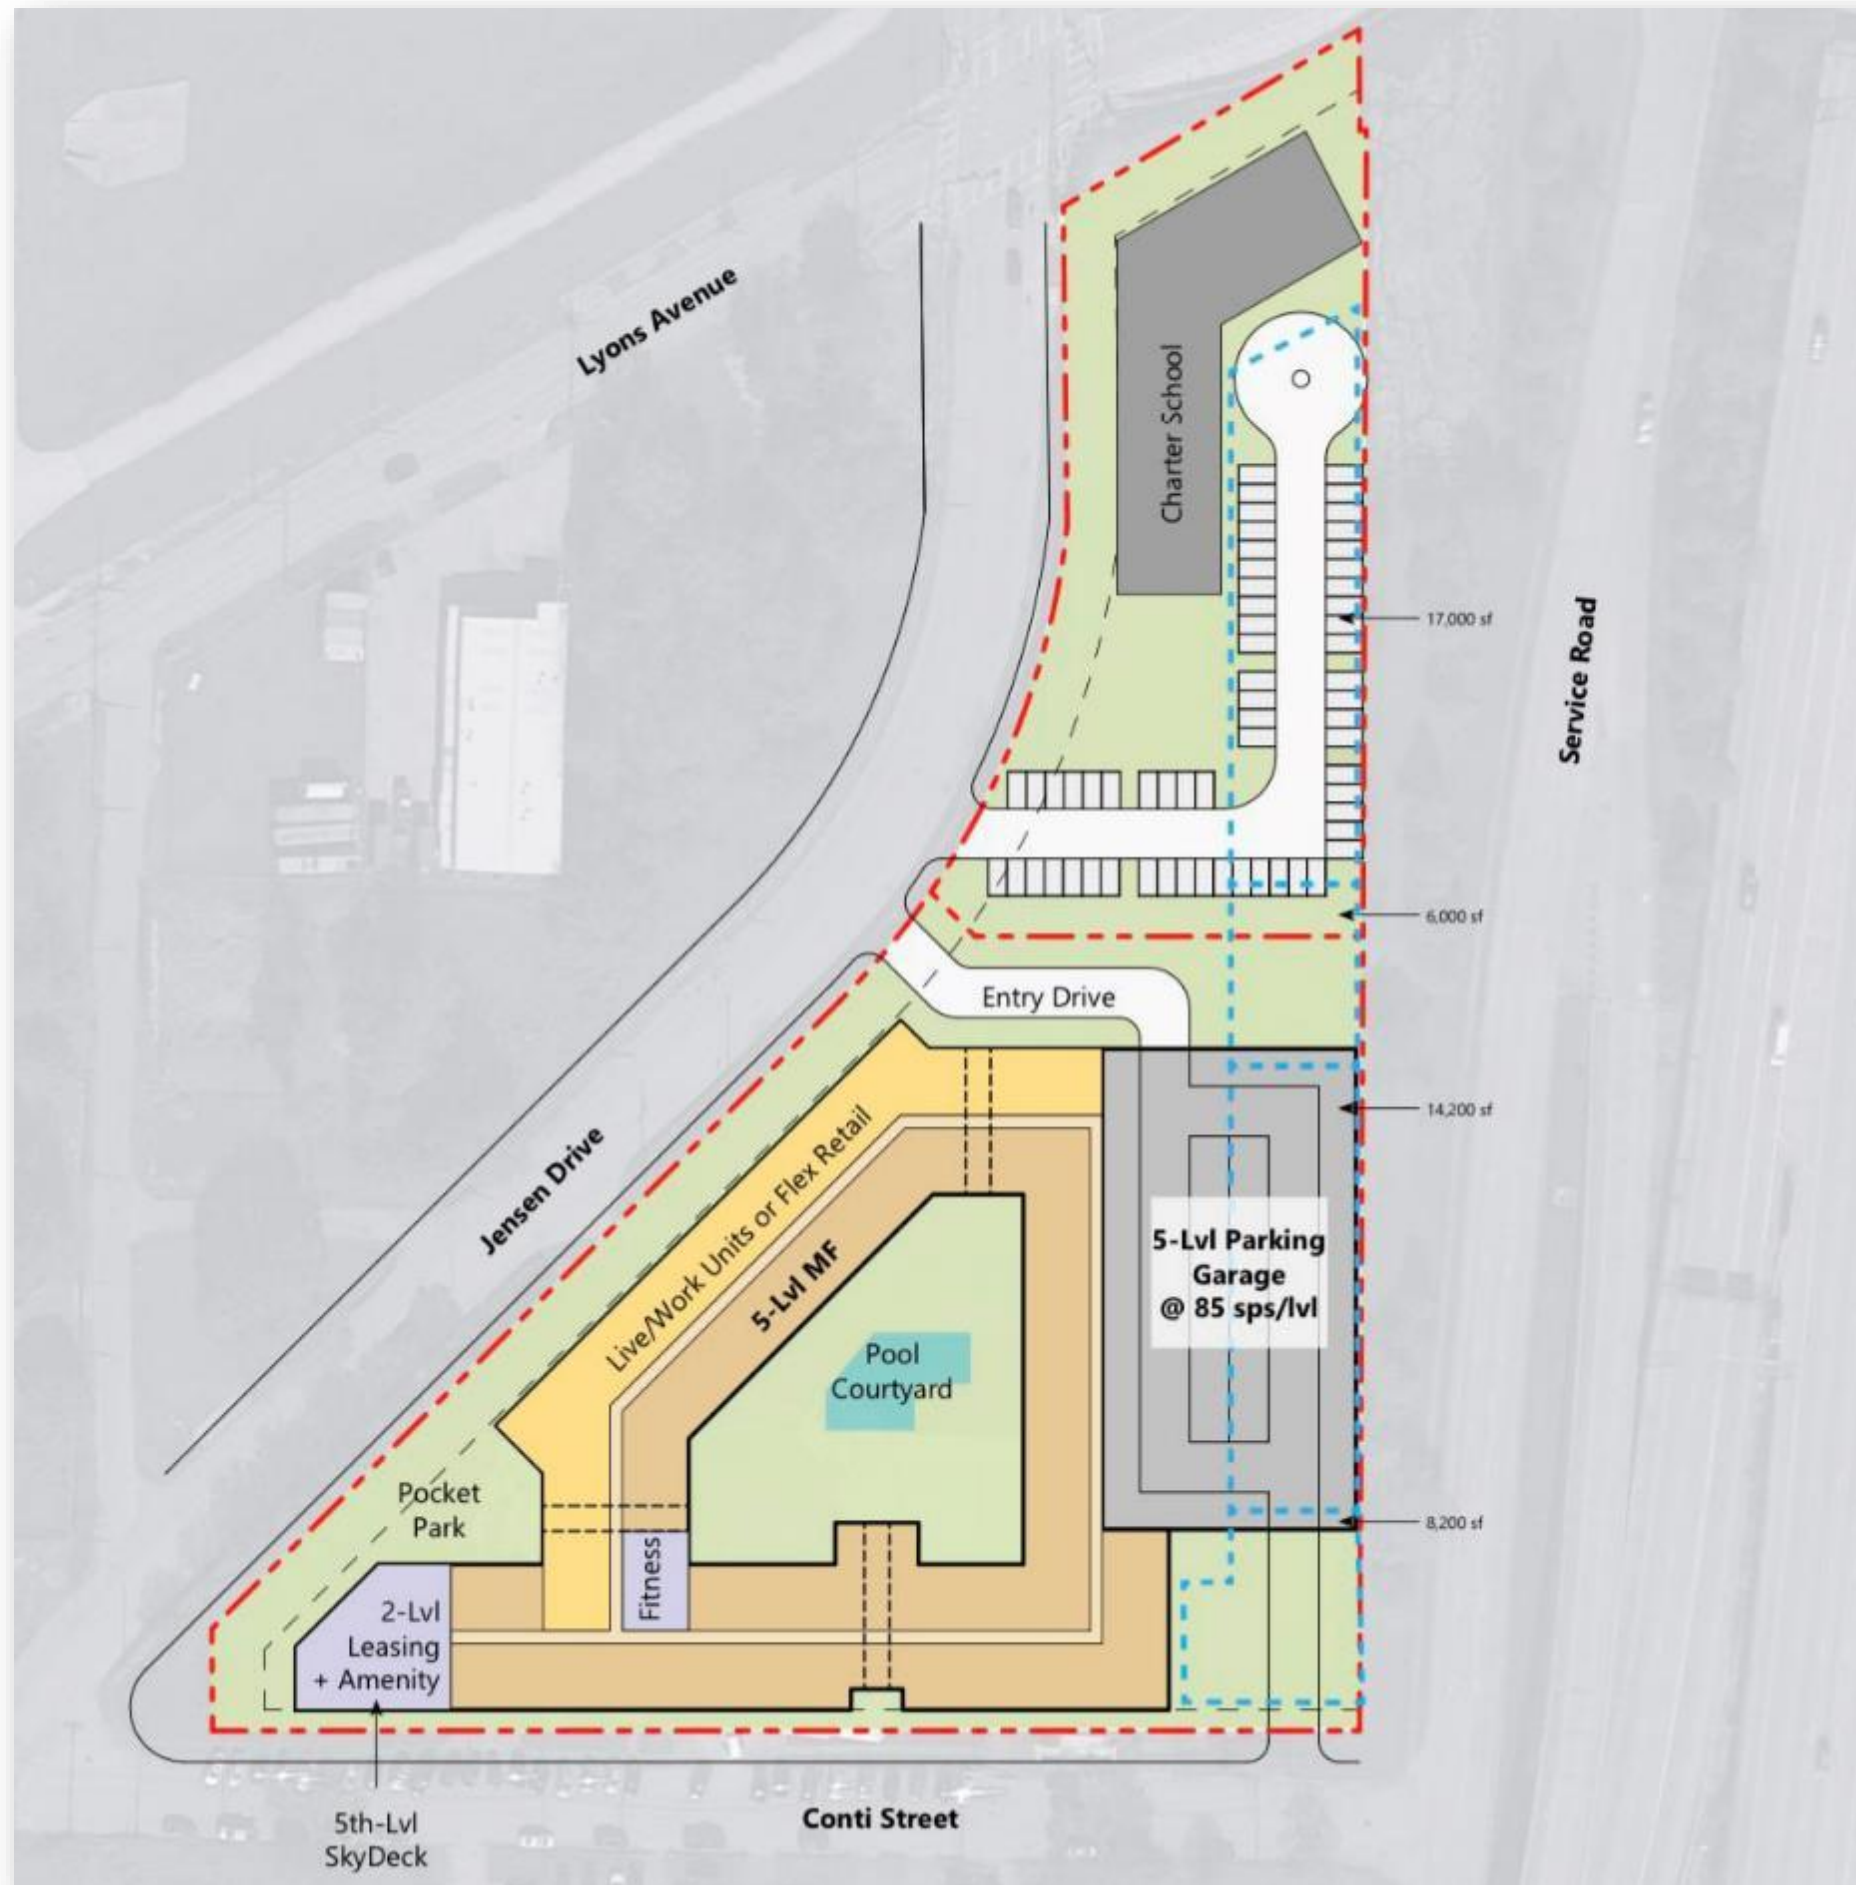 Lyons Avenue
Charter School
17,000 sf
Service Road
6,000 sf
Entry Drive
14,200 sf
Jensen Drive
Live/Work Units or Flex Retail
5-Lvl MF
5-Lvl Parking
Garage
@ 85 sps/lvl
Pool
Courtyard
Pocket
Park
8,200 sf
Fitness
2-Lvl
Leasing
+ Amenity
5th-Lvl
SkyDeck
Conti Street